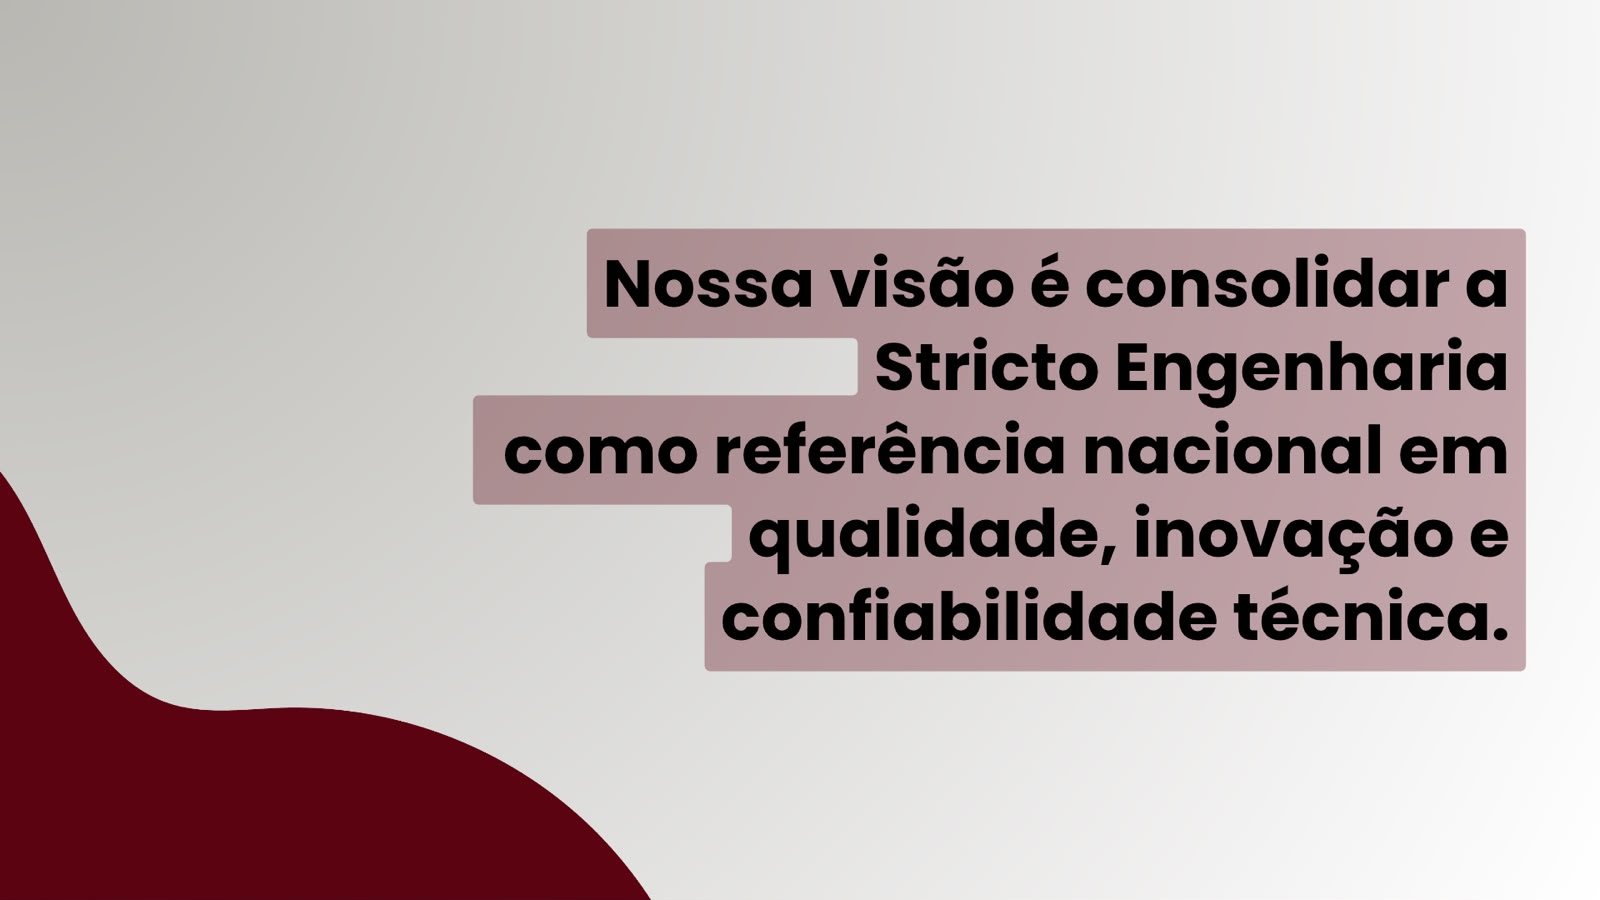 Nossa visão é consolidar a
Stricto Engenharia
como referência nacional em
qualidade, inovação e
confiabilidade técnica.